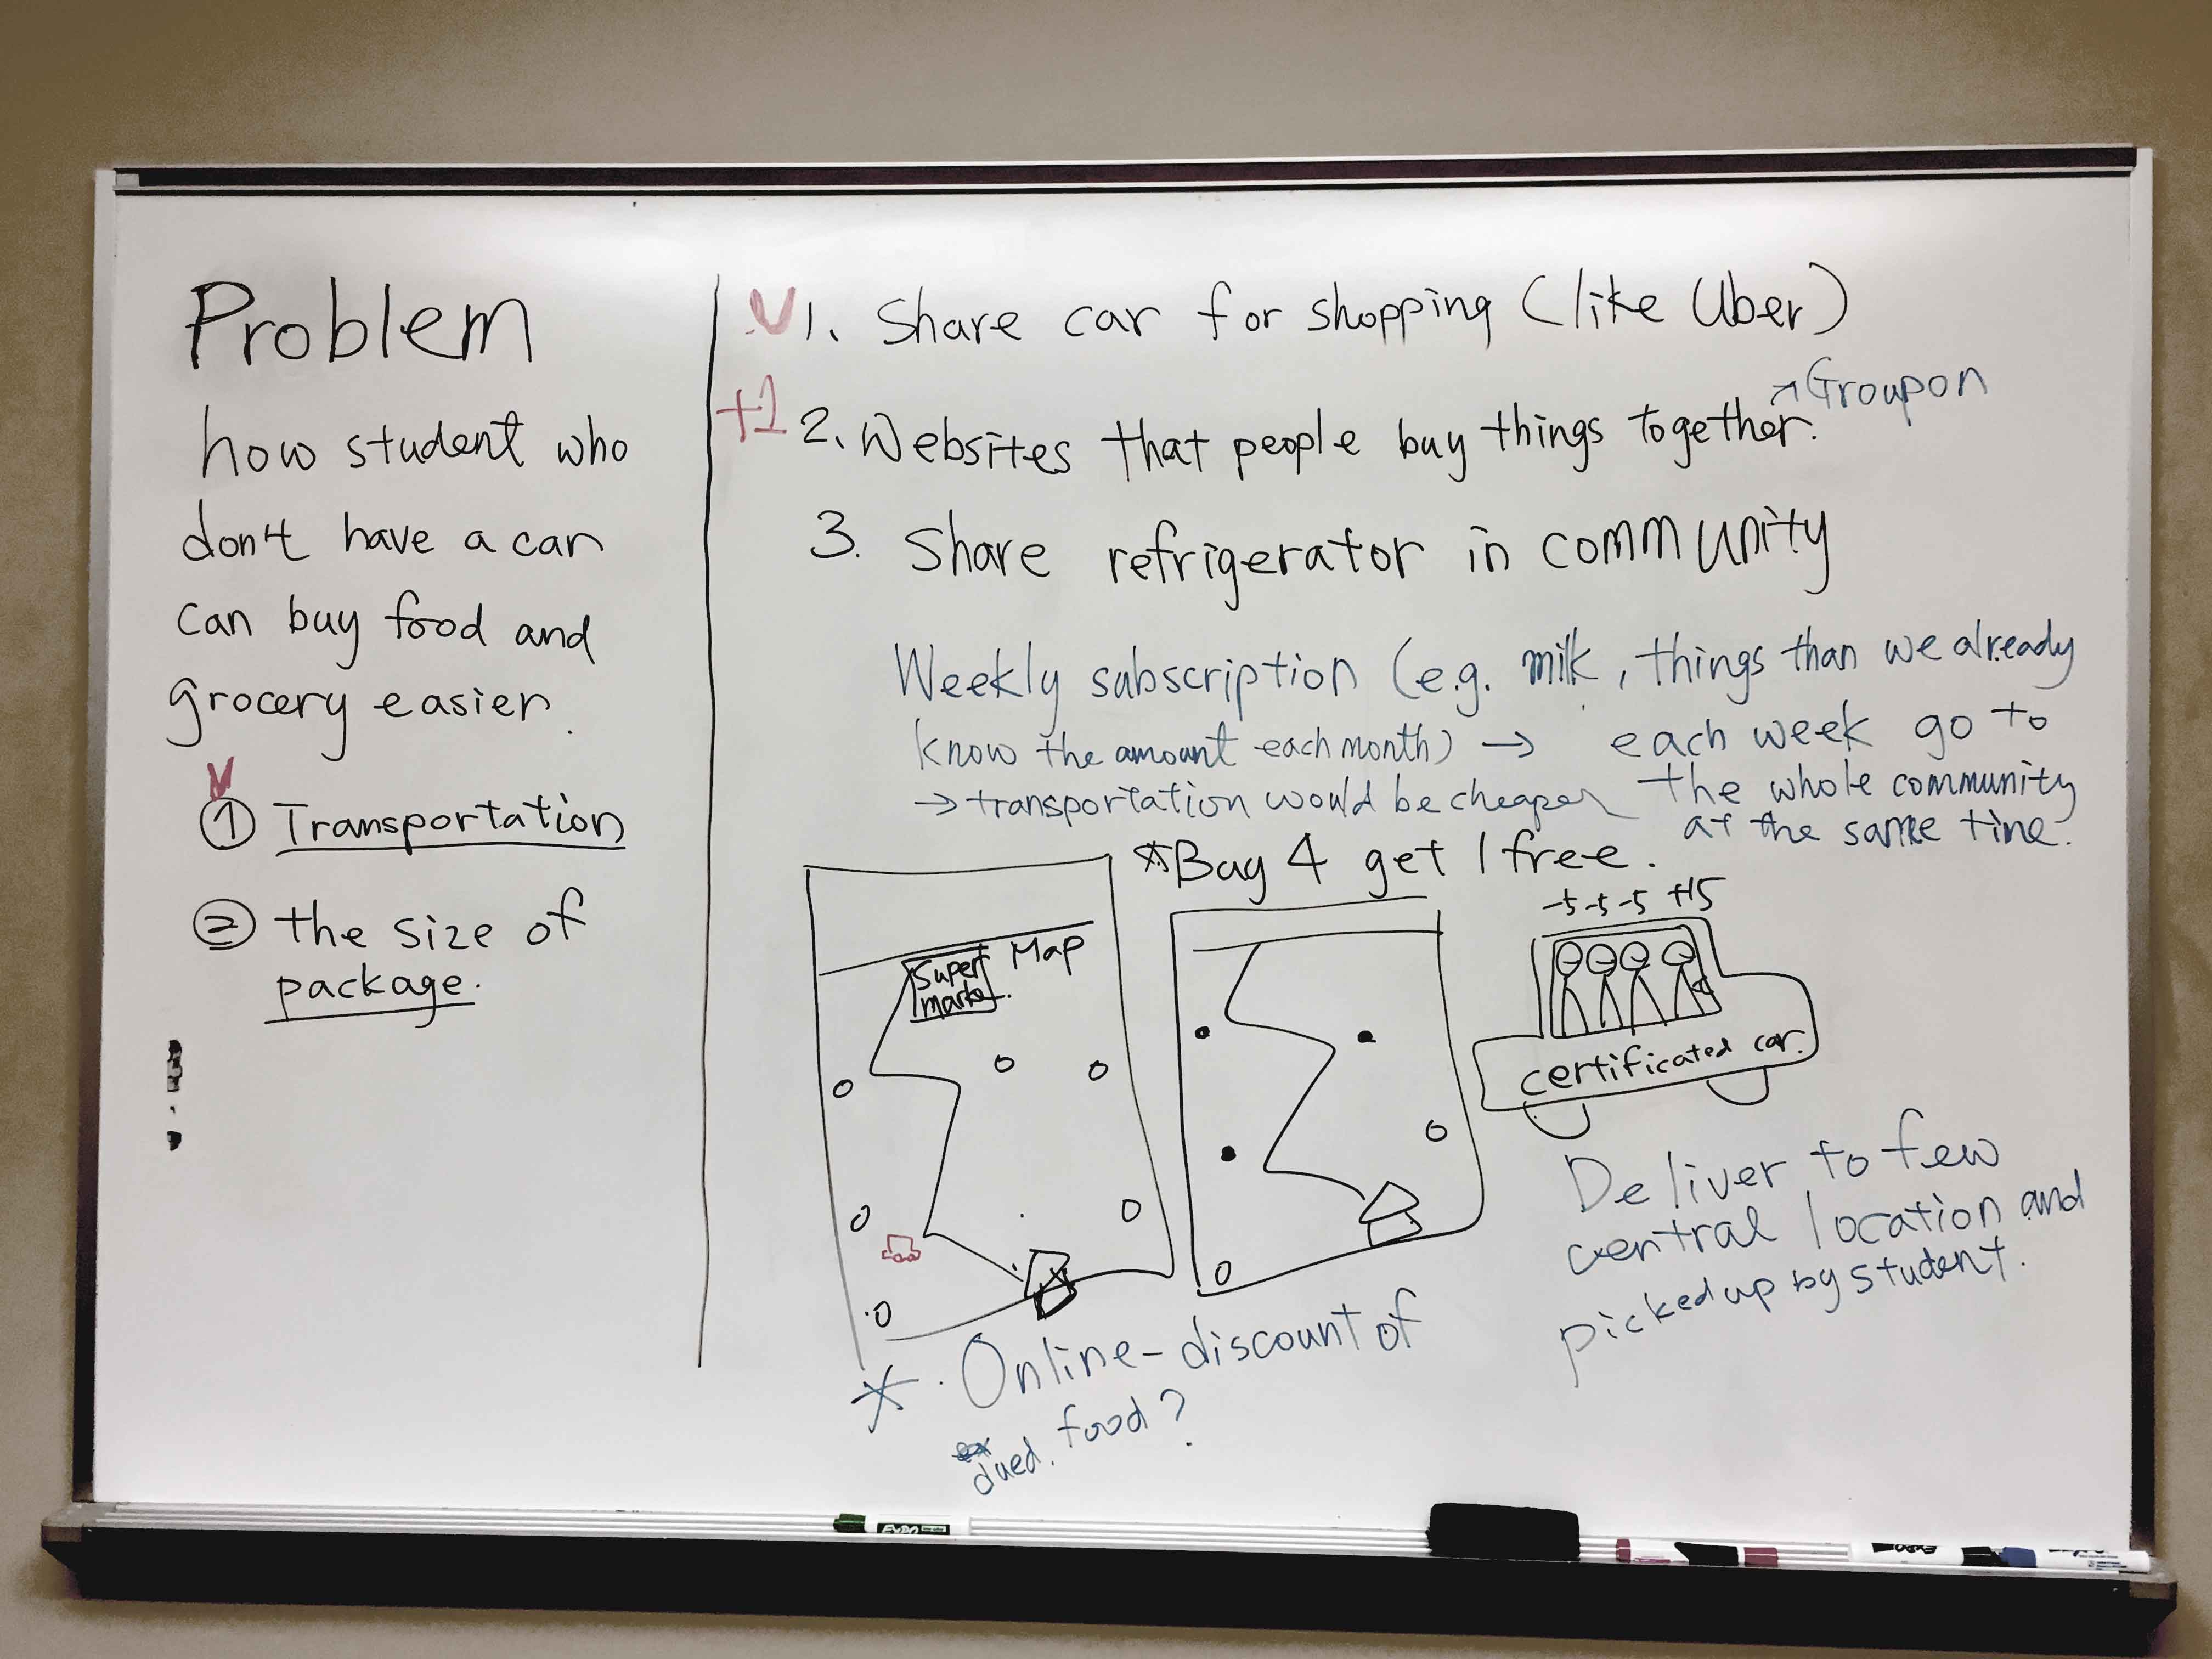 Problem
how student who
don't have a car
can buy food and
grocery easier.
V
① Transportation
② the size of
package.
V 1. Share car for shopping (like Uber)
→ Groupon
+1 2. Websites that people buy things together.
3. Share refrigerator in community
Weekly subscription (e.g. milk, things than we already
know the amount each month) → each week go to
→ transportation would be cheaper the whole community
at the same time.
☆ Buy 4 get 1 free.
-5 -5 -5 +15
Map
Super
market
certificated car.
Deliver to few
central location and
picked up by student.
* Online-discount of
dued. food?
EXPO